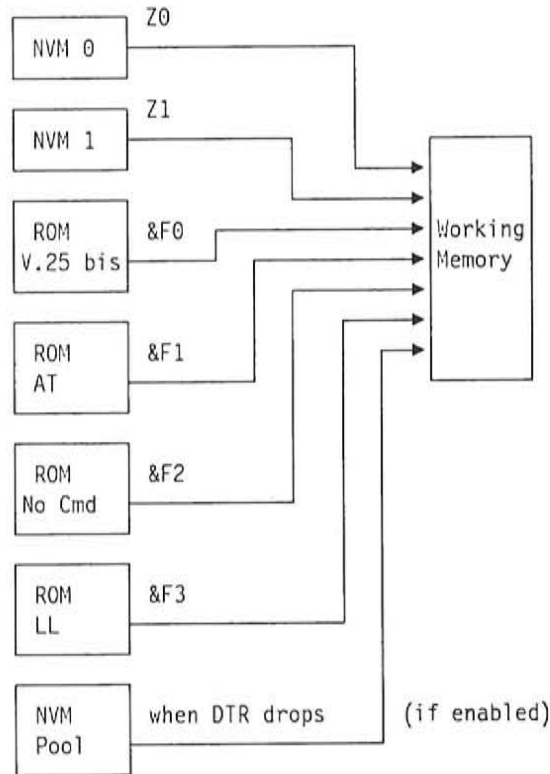 Z0
NVM 0
Z1
NVM 1
ROM
V.25 bis
&F0
Working
Memory
ROM
AT
&F1
ROM
No Cmd
&F2
ROM
LL
&F3
NVM
Pool
when DTR drops
(if enabled)